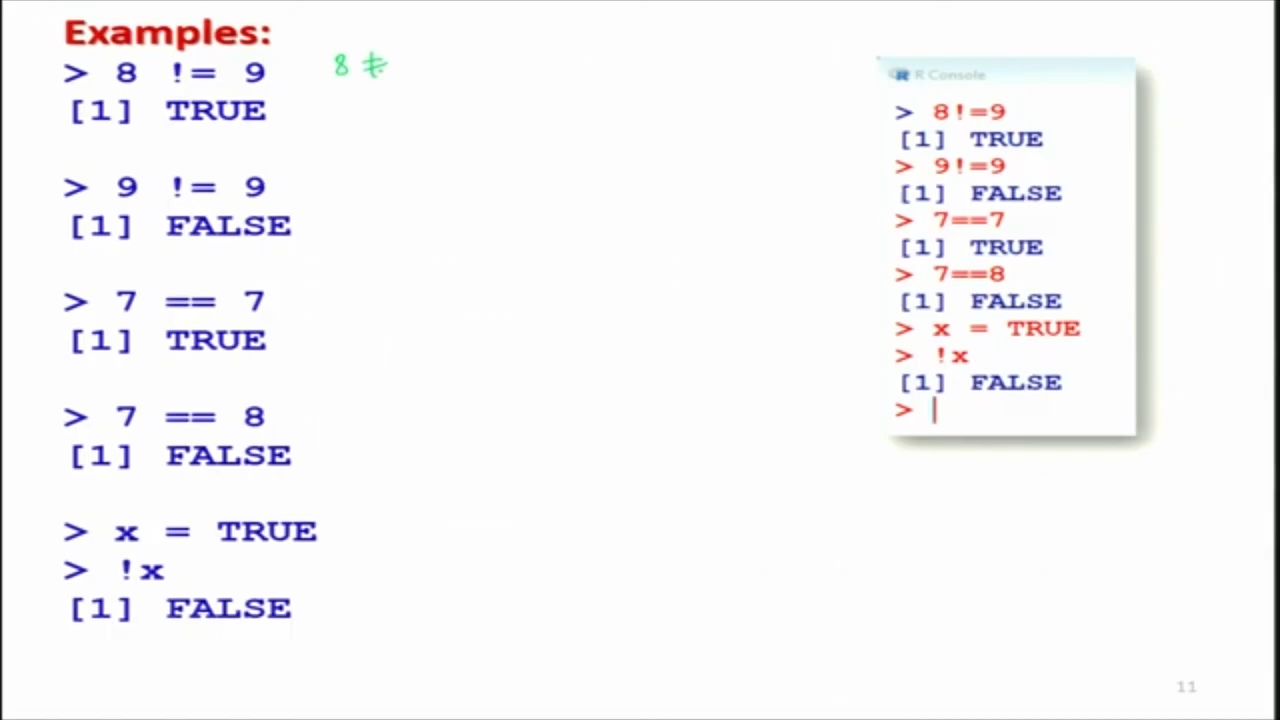 Examples:
> 8 != 9
8 ≠
[1] TRUE
> 9 != 9
[1] FALSE
> 7 == 7
[1] TRUE
> 7 == 8
[1] FALSE
> x = TRUE
> !x
[1] FALSE
R Console
> 8!=9
[1] TRUE
> 9!=9
[1] FALSE
> 7==7
[1] TRUE
> 7==8
[1] FALSE
> x = TRUE
> !x
[1] FALSE
>
11